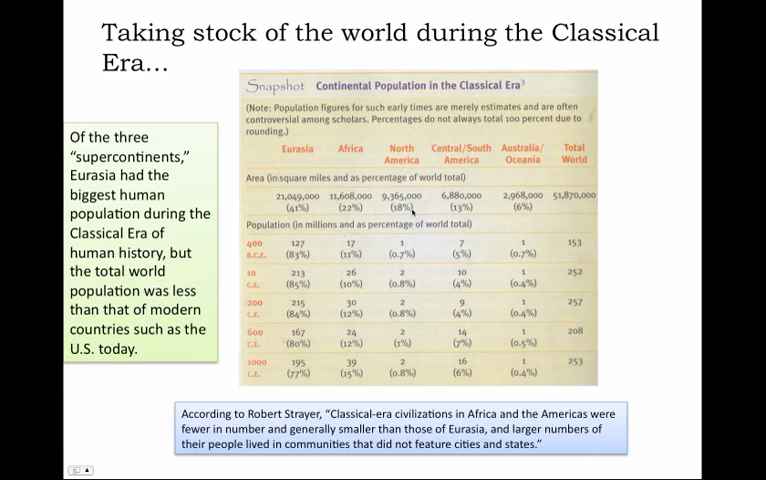 Taking stock of the world during the Classical
Era…
Of the three
“supercontinents,”
Eurasia had the
biggest human
population during the
Classical Era of
human history, but
the total world
population was less
than that of modern
countries such as the
U.S. today.
Snapshot Continental Population in the Classical Era³
(Note: Population figures for such early times are merely estimates and are often
controversial among scholars. Percentages do not always total 100 percent due to
rounding.)
Eurasia Africa North Central/South Australia/ Total
America America Oceania World
Area (in square miles and as percentage of world total)
21,049,000 11,608,000 9,365,000 6,880,000 2,968,000 51,870,000
(41%) (22%) (18%) (13%) (6%)
Population (in millions and as percentage of world total)
400 127 17 1 7 1 153
B.C.E. (83%) (11%) (0.7%) (5%) (0.7%)
10 213 26 2 10 1 252
C.E. (85%) (10%) (0.8%) (4%) (0.4%)
200 215 30 2 9 1 257
C.E. (84%) (12%) (0.8%) (4%) (0.4%)
600 167 24 2 14 1 208
C.E. (80%) (12%) (1%) (7%) (0.5%)
1000 195 39 2 16 1 253
C.E. (77%) (15%) (0.8%) (6%) (0.4%)
According to Robert Strayer, “Classical-era civilizations in Africa and the Americas were
fewer in number and generally smaller than those of Eurasia, and larger numbers of
their people lived in communities that did not feature cities and states.”